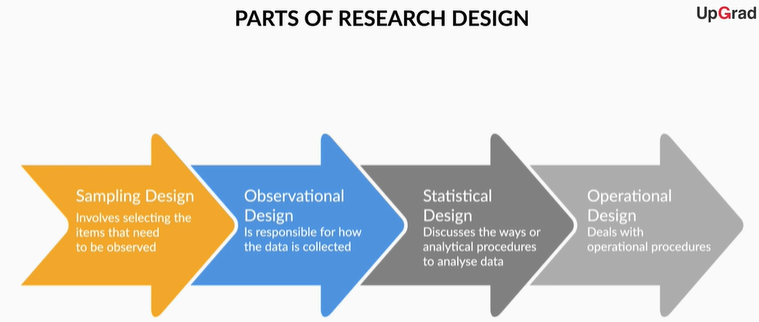 PARTS OF RESEARCH DESIGN
UpGrad
Sampling Design
Involves selecting the
items that need
to be observed
Observational
Design
Is responsible for how
the data is collected
Statistical
Design
Discusses the ways or
analytical procedures
to analyse data
Operational
Design
Deals with
operational procedures